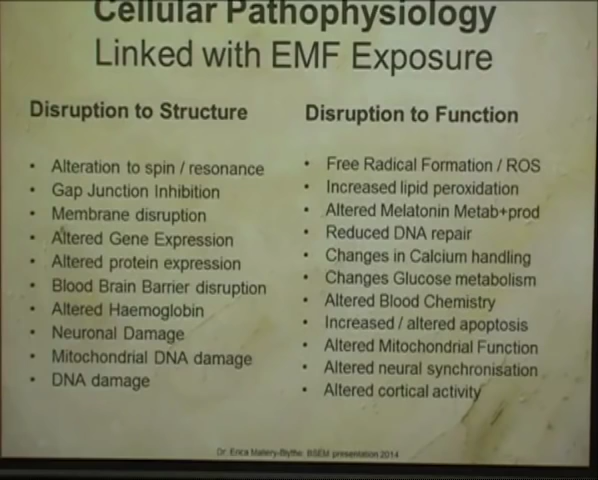 Cellular Pathophysiology
Linked with EMF Exposure
Disruption to Structure
• Alteration to spin / resonance
• Gap Junction Inhibition
• Membrane disruption
• Altered Gene Expression
• Altered protein expression
• Blood Brain Barrier disruption
• Altered Haemoglobin
• Neuronal Damage
• Mitochondrial DNA damage
• DNA damage
Disruption to Function
• Free Radical Formation / ROS
• Increased lipid peroxidation
• Altered Melatonin Metab+prod
• Reduced DNA repair
• Changes in Calcium handling
• Changes Glucose metabolism
• Altered Blood Chemistry
• Increased / altered apoptosis
• Altered Mitochondrial Function
• Altered neural synchronisation
• Altered cortical activity
Dr. Erica Mallery-Blythe BSEM presentation 2014